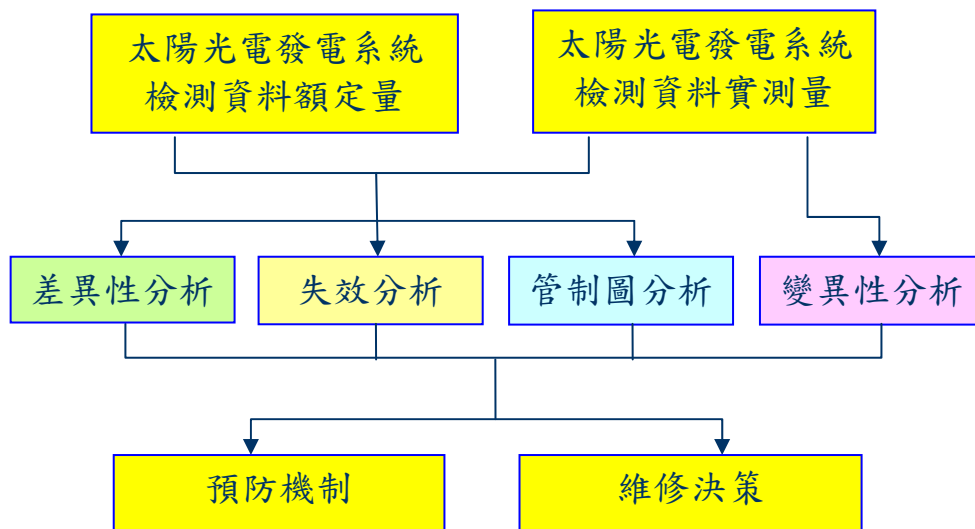 太陽光電發電系統
檢測資料額定量
太陽光電發電系統
檢測資料實測量
差異性分析
失效分析
管制圖分析
變異性分析
預防機制
維修決策